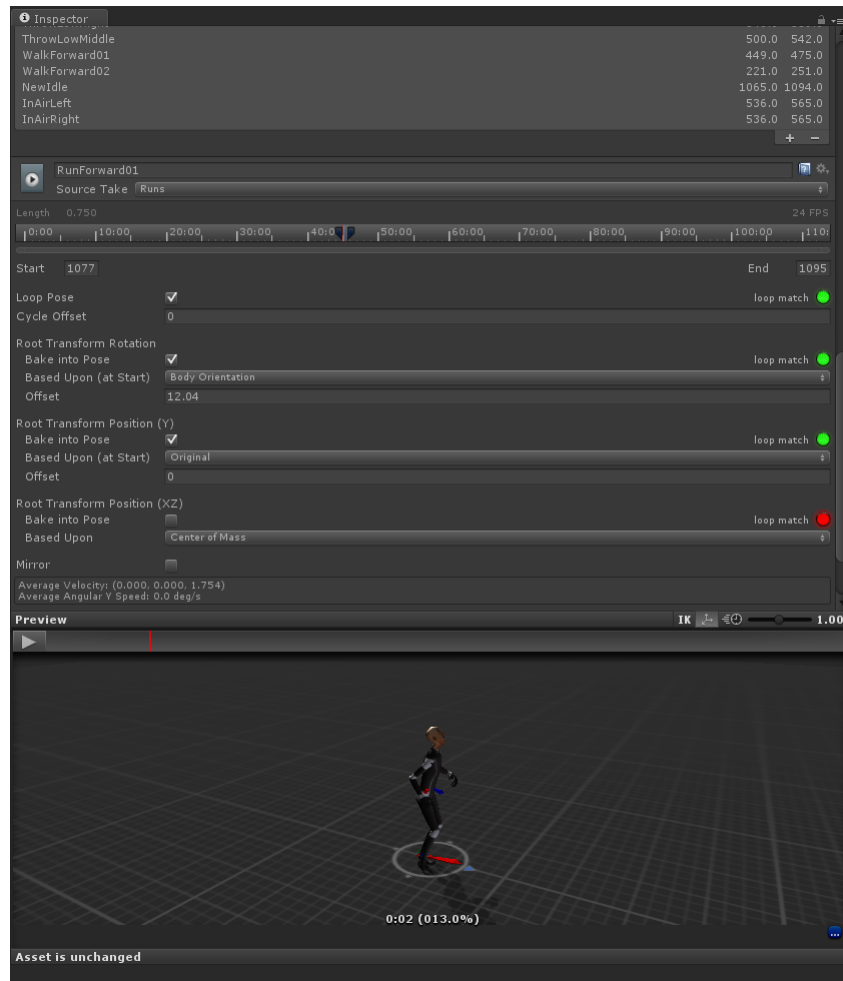 Inspector
ThrowLowMiddle 500.0 542.0
WalkForward01 449.0 475.0
WalkForward02 221.0 251.0
NewIdle 1065.0 1094.0
InAirLeft 536.0 565.0
InAirRight 536.0 565.0
+ −
RunForward01
Source Take Runs
Length 0.750 24 FPS
0:00 10:00 20:00 30:00 40:0 50:00 60:00 70:00 80:00 90:00 100:00 110:
Start 1077 End 1095
Loop Pose loop match
Cycle Offset 0
Root Transform Rotation
Bake into Pose loop match
Based Upon (at Start) Body Orientation
Offset 12.04
Root Transform Position (Y)
Bake into Pose loop match
Based Upon (at Start) Original
Offset 0
Root Transform Position (XZ)
Bake into Pose loop match
Based Upon Center of Mass
Mirror
Average Velocity: (0.000, 0.000, 1.754)
Average Angular Y Speed: 0.0 deg/s
Preview IK 1.00
0:02 (013.0%)
Asset is unchanged